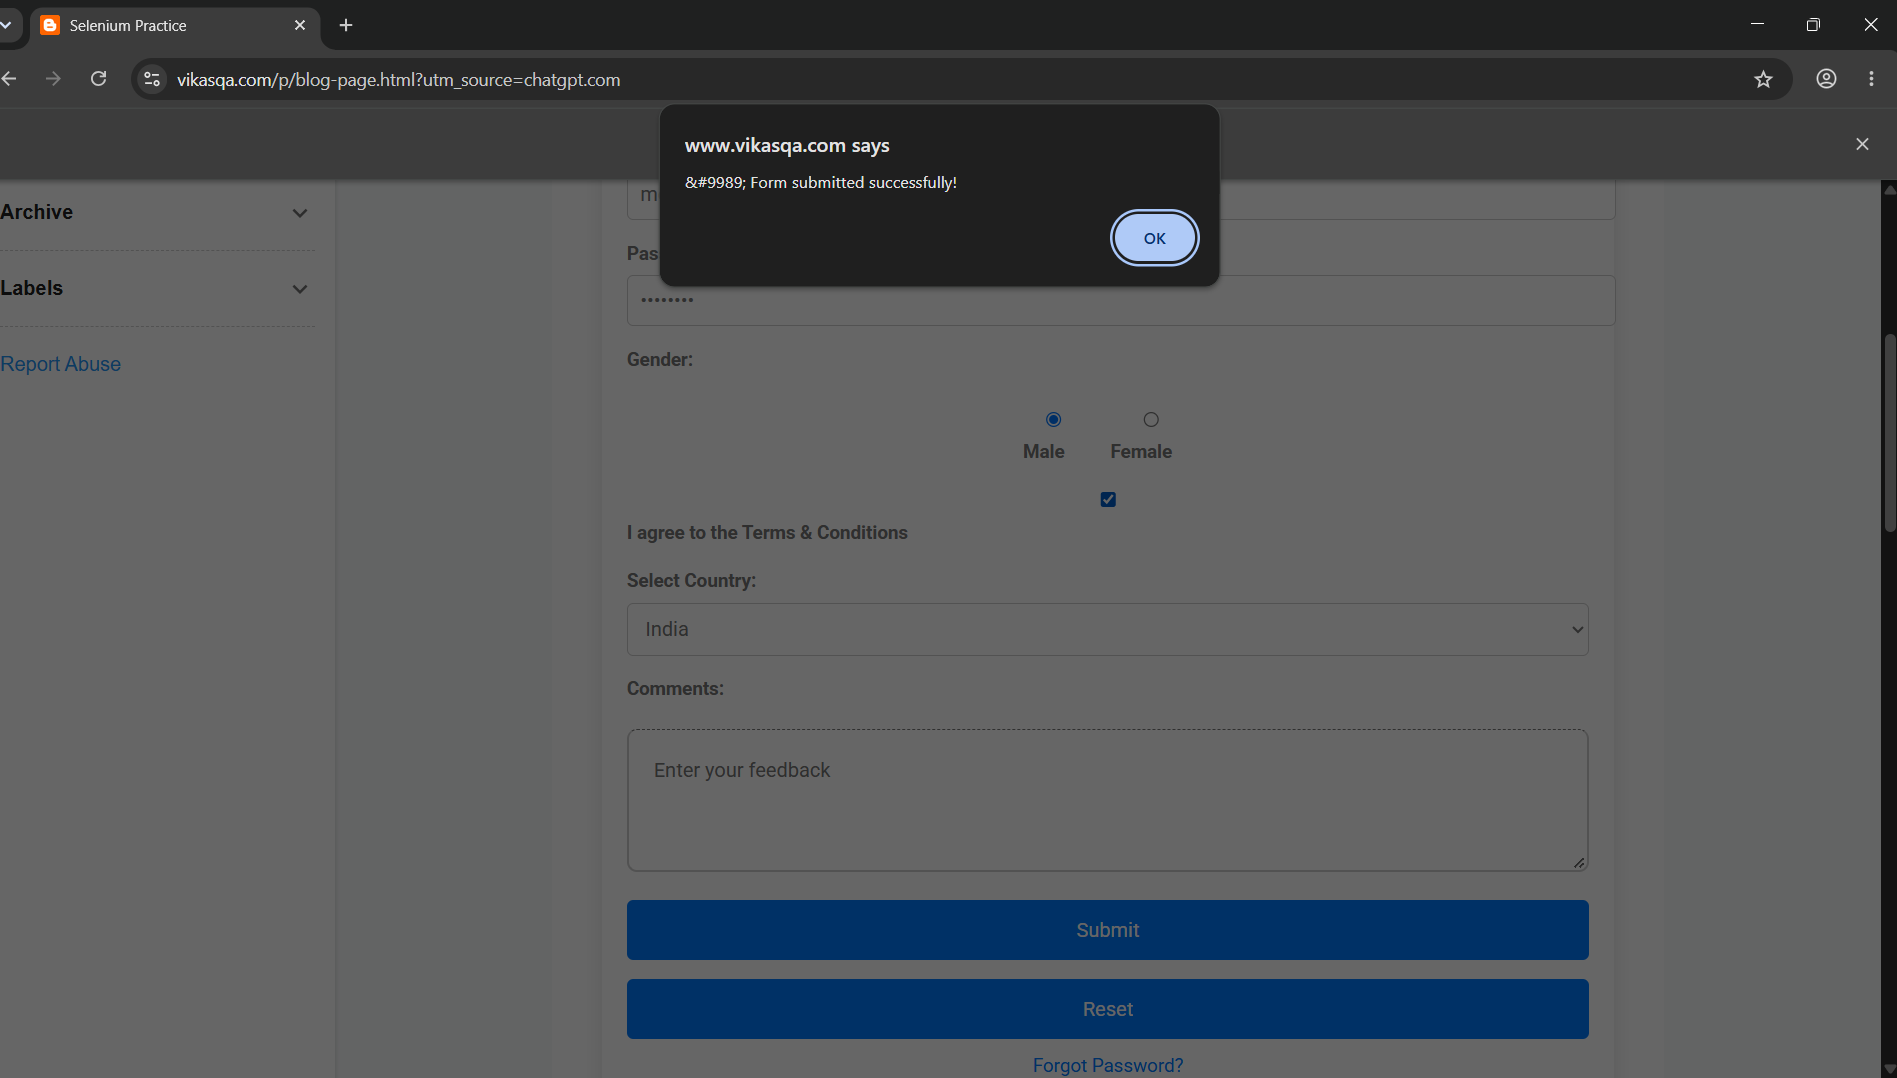 Selenium Practice
vikasqa.com/p/blog-page.html?utm_source=chatgpt.com
www.vikasqa.com says
&#9989; Form submitted successfully!
OK
Archive
Labels
Report Abuse
••••••••
Gender:
Male Female
I agree to the Terms & Conditions
Select Country:
India
Comments:
Enter your feedback
Submit
Reset
Forgot Password?